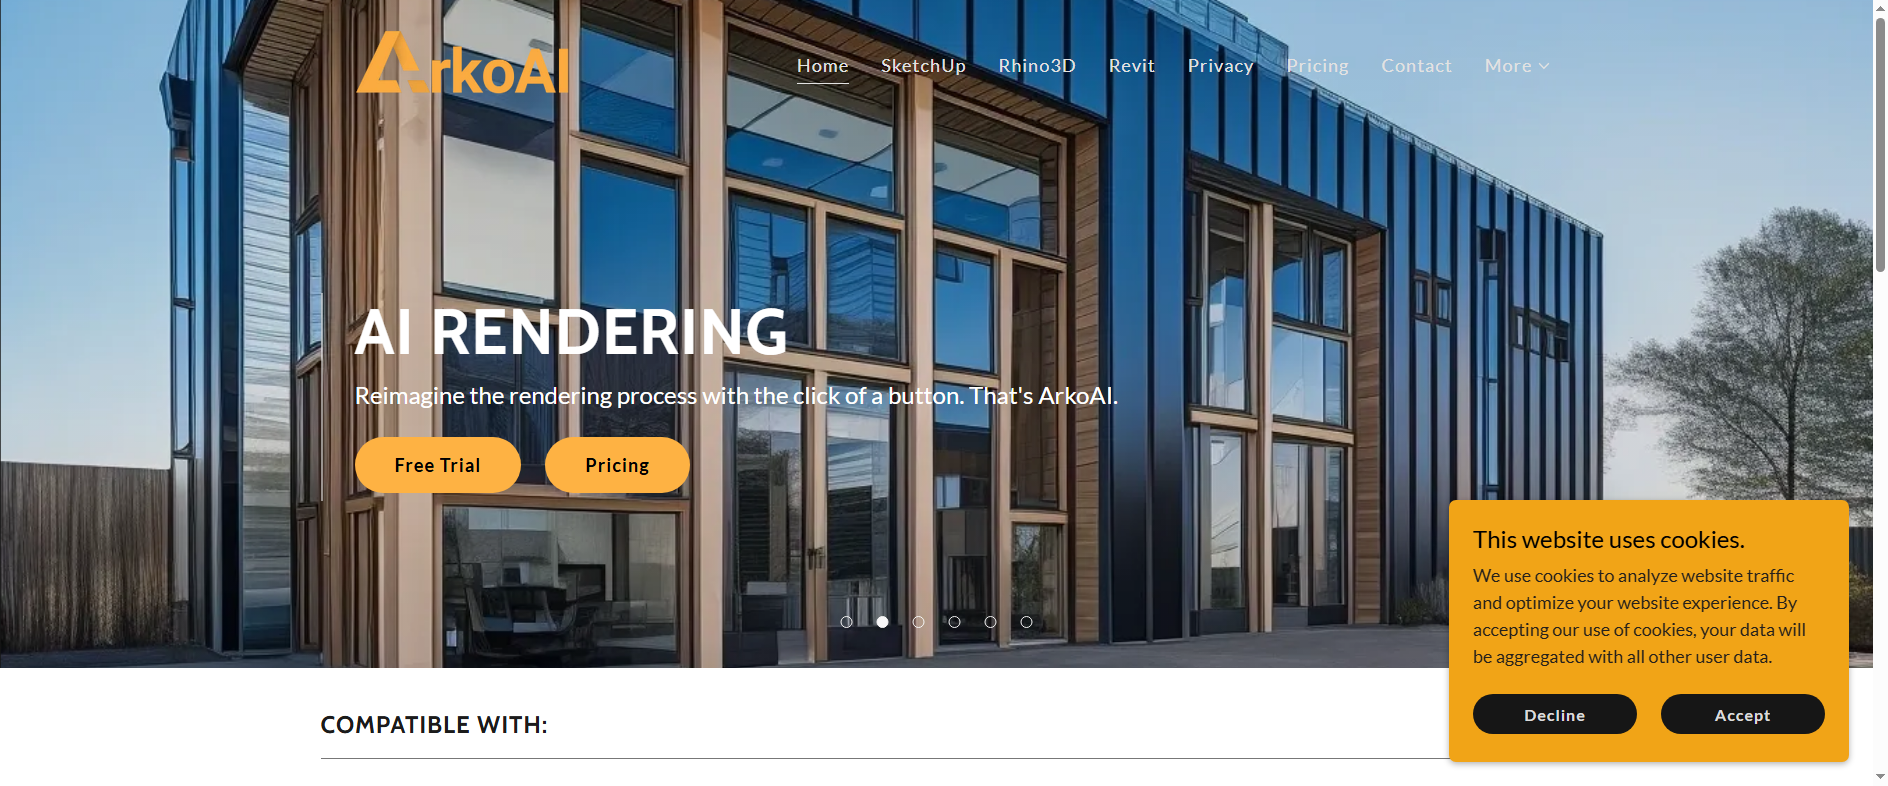 ArkoAI
Home SketchUp Rhino3D Revit Privacy Pricing Contact More
AI RENDERING
Reimagine the rendering process with the click of a button. That's ArkoAI.
Free Trial Pricing
This website uses cookies.
We use cookies to analyze website traffic
and optimize your website experience. By
accepting our use of cookies, your data will
be aggregated with all other user data.
Decline Accept
COMPATIBLE WITH: